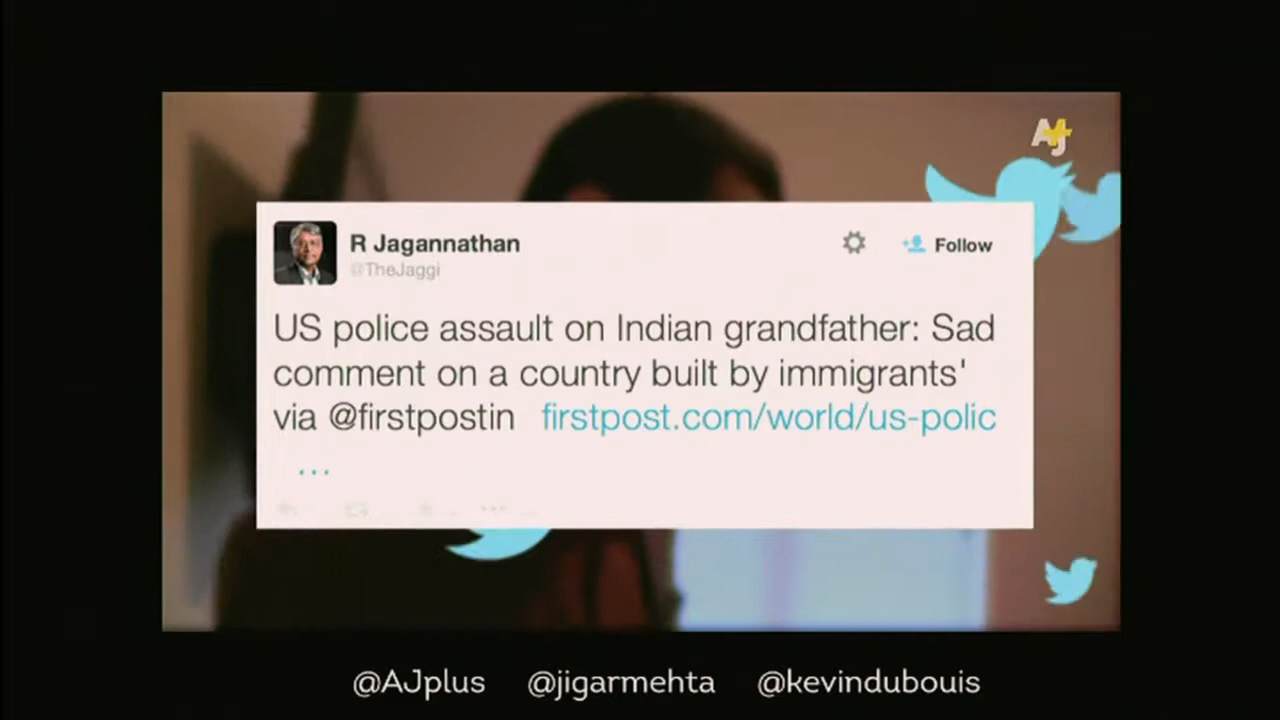 AJ+
R Jagannathan
@TheJaggi
Follow
US police assault on Indian grandfather: Sad
comment on a country built by immigrants'
via @firstpostin firstpost.com/world/us-polic
...
@AJplus @jigarmehta @kevindubouis